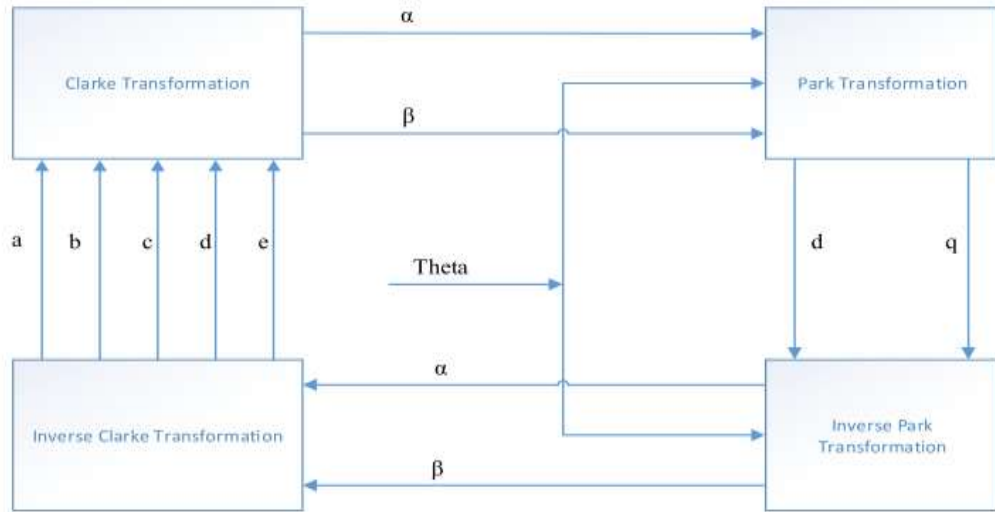 α
Clarke Transformation
Park Transformation
β
a
b
c
d
e
d
q
Theta
α
Inverse Clarke Transformation
Inverse Park
Transformation
β